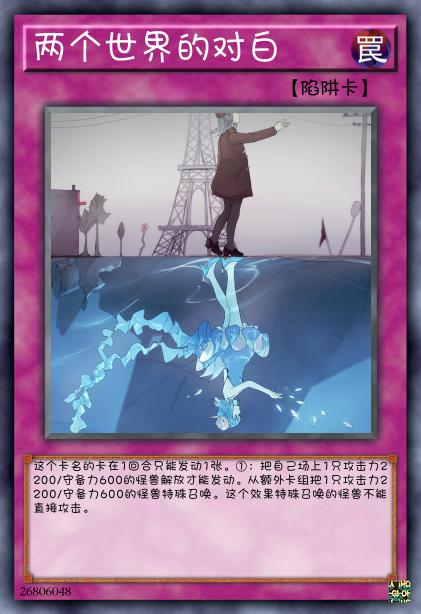 两个世界的对白
罠
【陷阱卡】
这个卡名的卡在1回合只能发动1张。①：把自己场上1只攻击力2
200/守备力600的怪兽解放才能发动。从额外卡组把1只攻击力2
200/守备力600的怪兽特殊召唤。这个效果特殊召唤的怪兽不能
直接攻击。
26806048